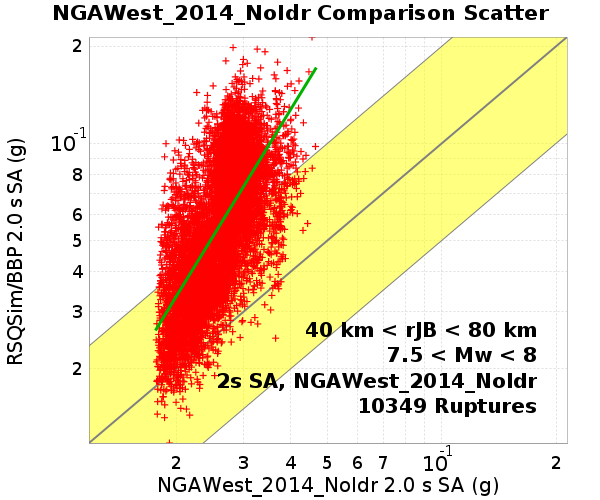 NGAWest_2014_NoIdr Comparison Scatter
2
10-1
8
6
5
4
3
2
RSQSim/BBP 2.0 s SA (g)
40 km < rJB < 80 km
7.5 < Mw < 8
2s SA, NGAWest_2014_NoIdr
10349 Ruptures
2 3 4 5 6 7 10-1 2
NGAWest_2014_NoIdr 2.0 s SA (g)